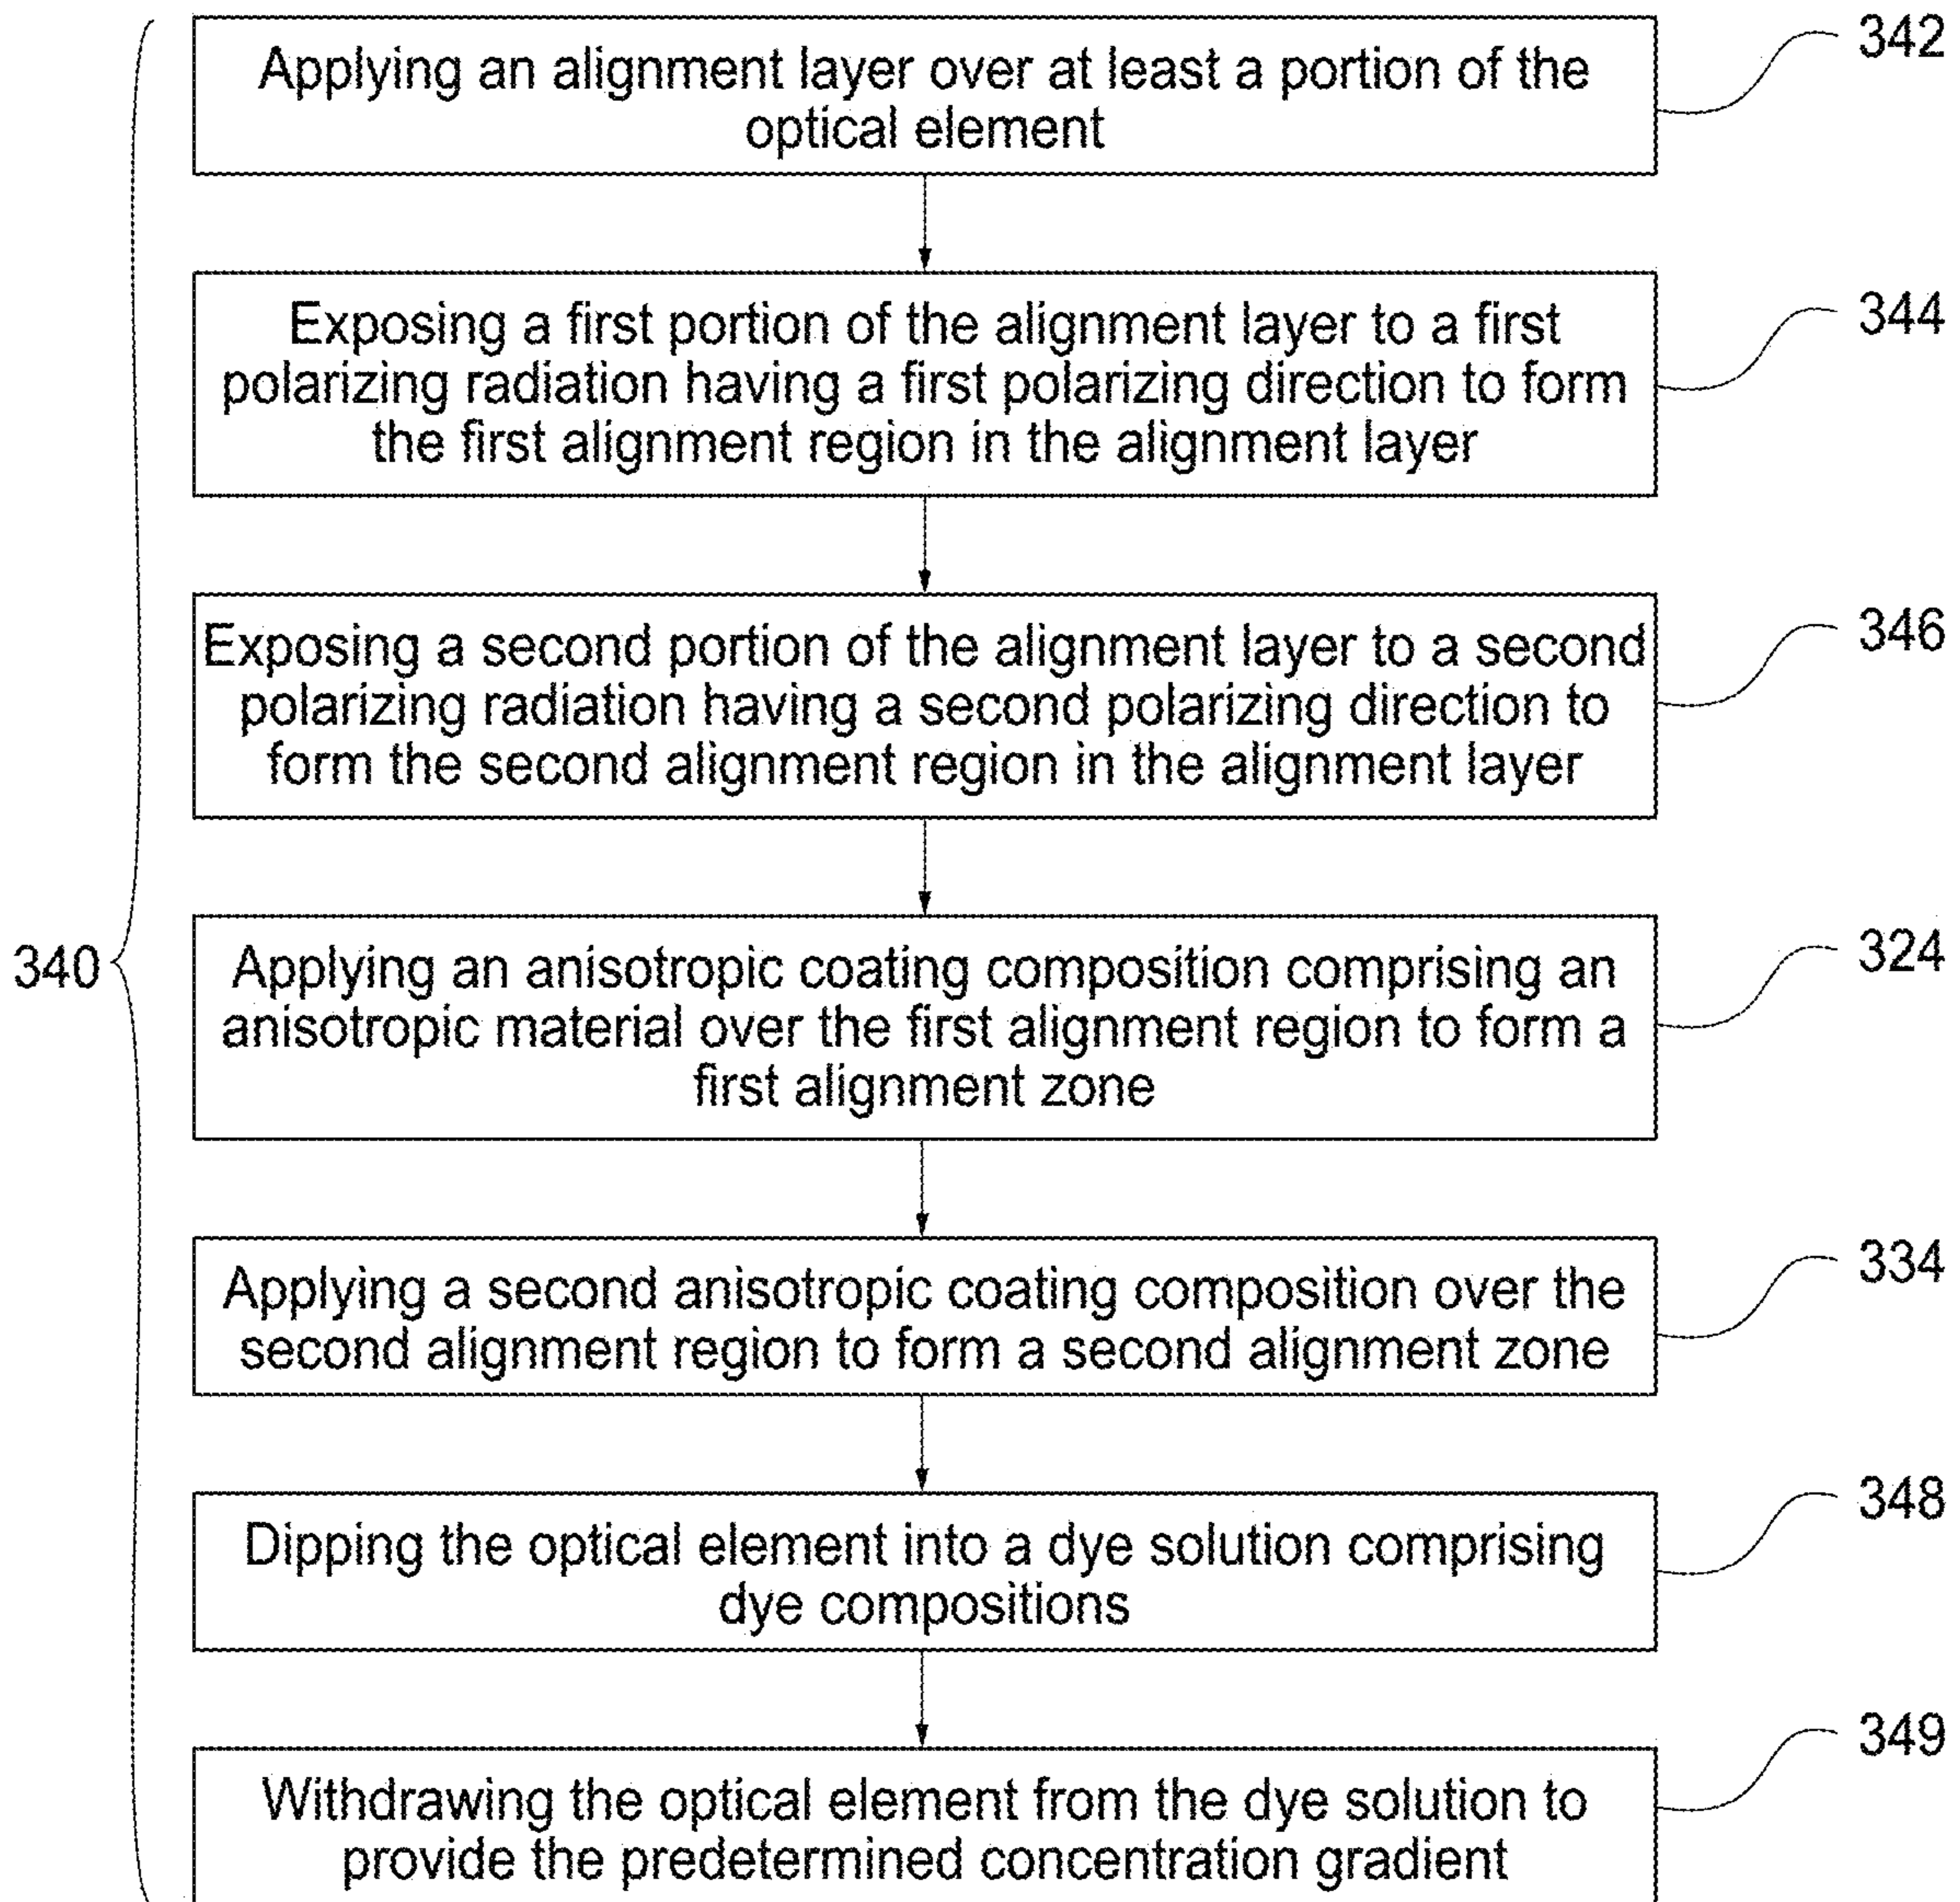 Applying an alignment layer over at least a portion of the
optical element
342
Exposing a first portion of the alignment layer to a first
polarizing radiation having a first polarizing direction to form
the first alignment region in the alignment layer
344
Exposing a second portion of the alignment layer to a second
polarizing radiation having a second polarizing direction to
form the second alignment region in the alignment layer
346
340
Applying an anisotropic coating composition comprising an
anisotropic material over the first alignment region to form a
first alignment zone
324
Applying a second anisotropic coating composition over the
second alignment region to form a second alignment zone
334
Dipping the optical element into a dye solution comprising
dye compositions
348
Withdrawing the optical element from the dye solution to
provide the predetermined concentration gradient
349